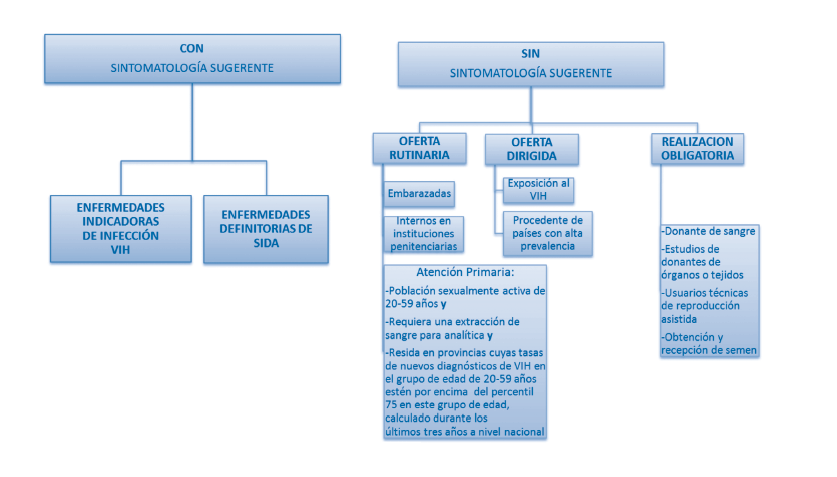 CON
SINTOMATOLOGÍA SUGERENTE
ENFERMEDADES
INDICADORAS
DE INFECCIÓN
VIH
ENFERMEDADES
DEFINITORIAS DE
SIDA
SIN
SINTOMATOLOGÍA SUGERENTE
OFERTA
RUTINARIA
Embarazadas
Internos en
instituciones
penitenciarias
Atención Primaria:
-Población sexualmente activa de
20-59 años y
-Requiera una extracción de
sangre para analítica y
-Resida en provincias cuyas tasas
de nuevos diagnósticos de VIH en
el grupo de edad de 20-59 años
estén por encima del percentil
75 en este grupo de edad,
calculado durante los
últimos tres años a nivel nacional
OFERTA
DIRIGIDA
Exposición al
VIH
Procedente de
países con alta
prevalencia
REALIZACION
OBLIGATORIA
-Donante de sangre
-Estudios de
donantes de
órganos o tejidos
-Usuarios técnicas
de reproducción
asistida
-Obtención y
recepción de semen